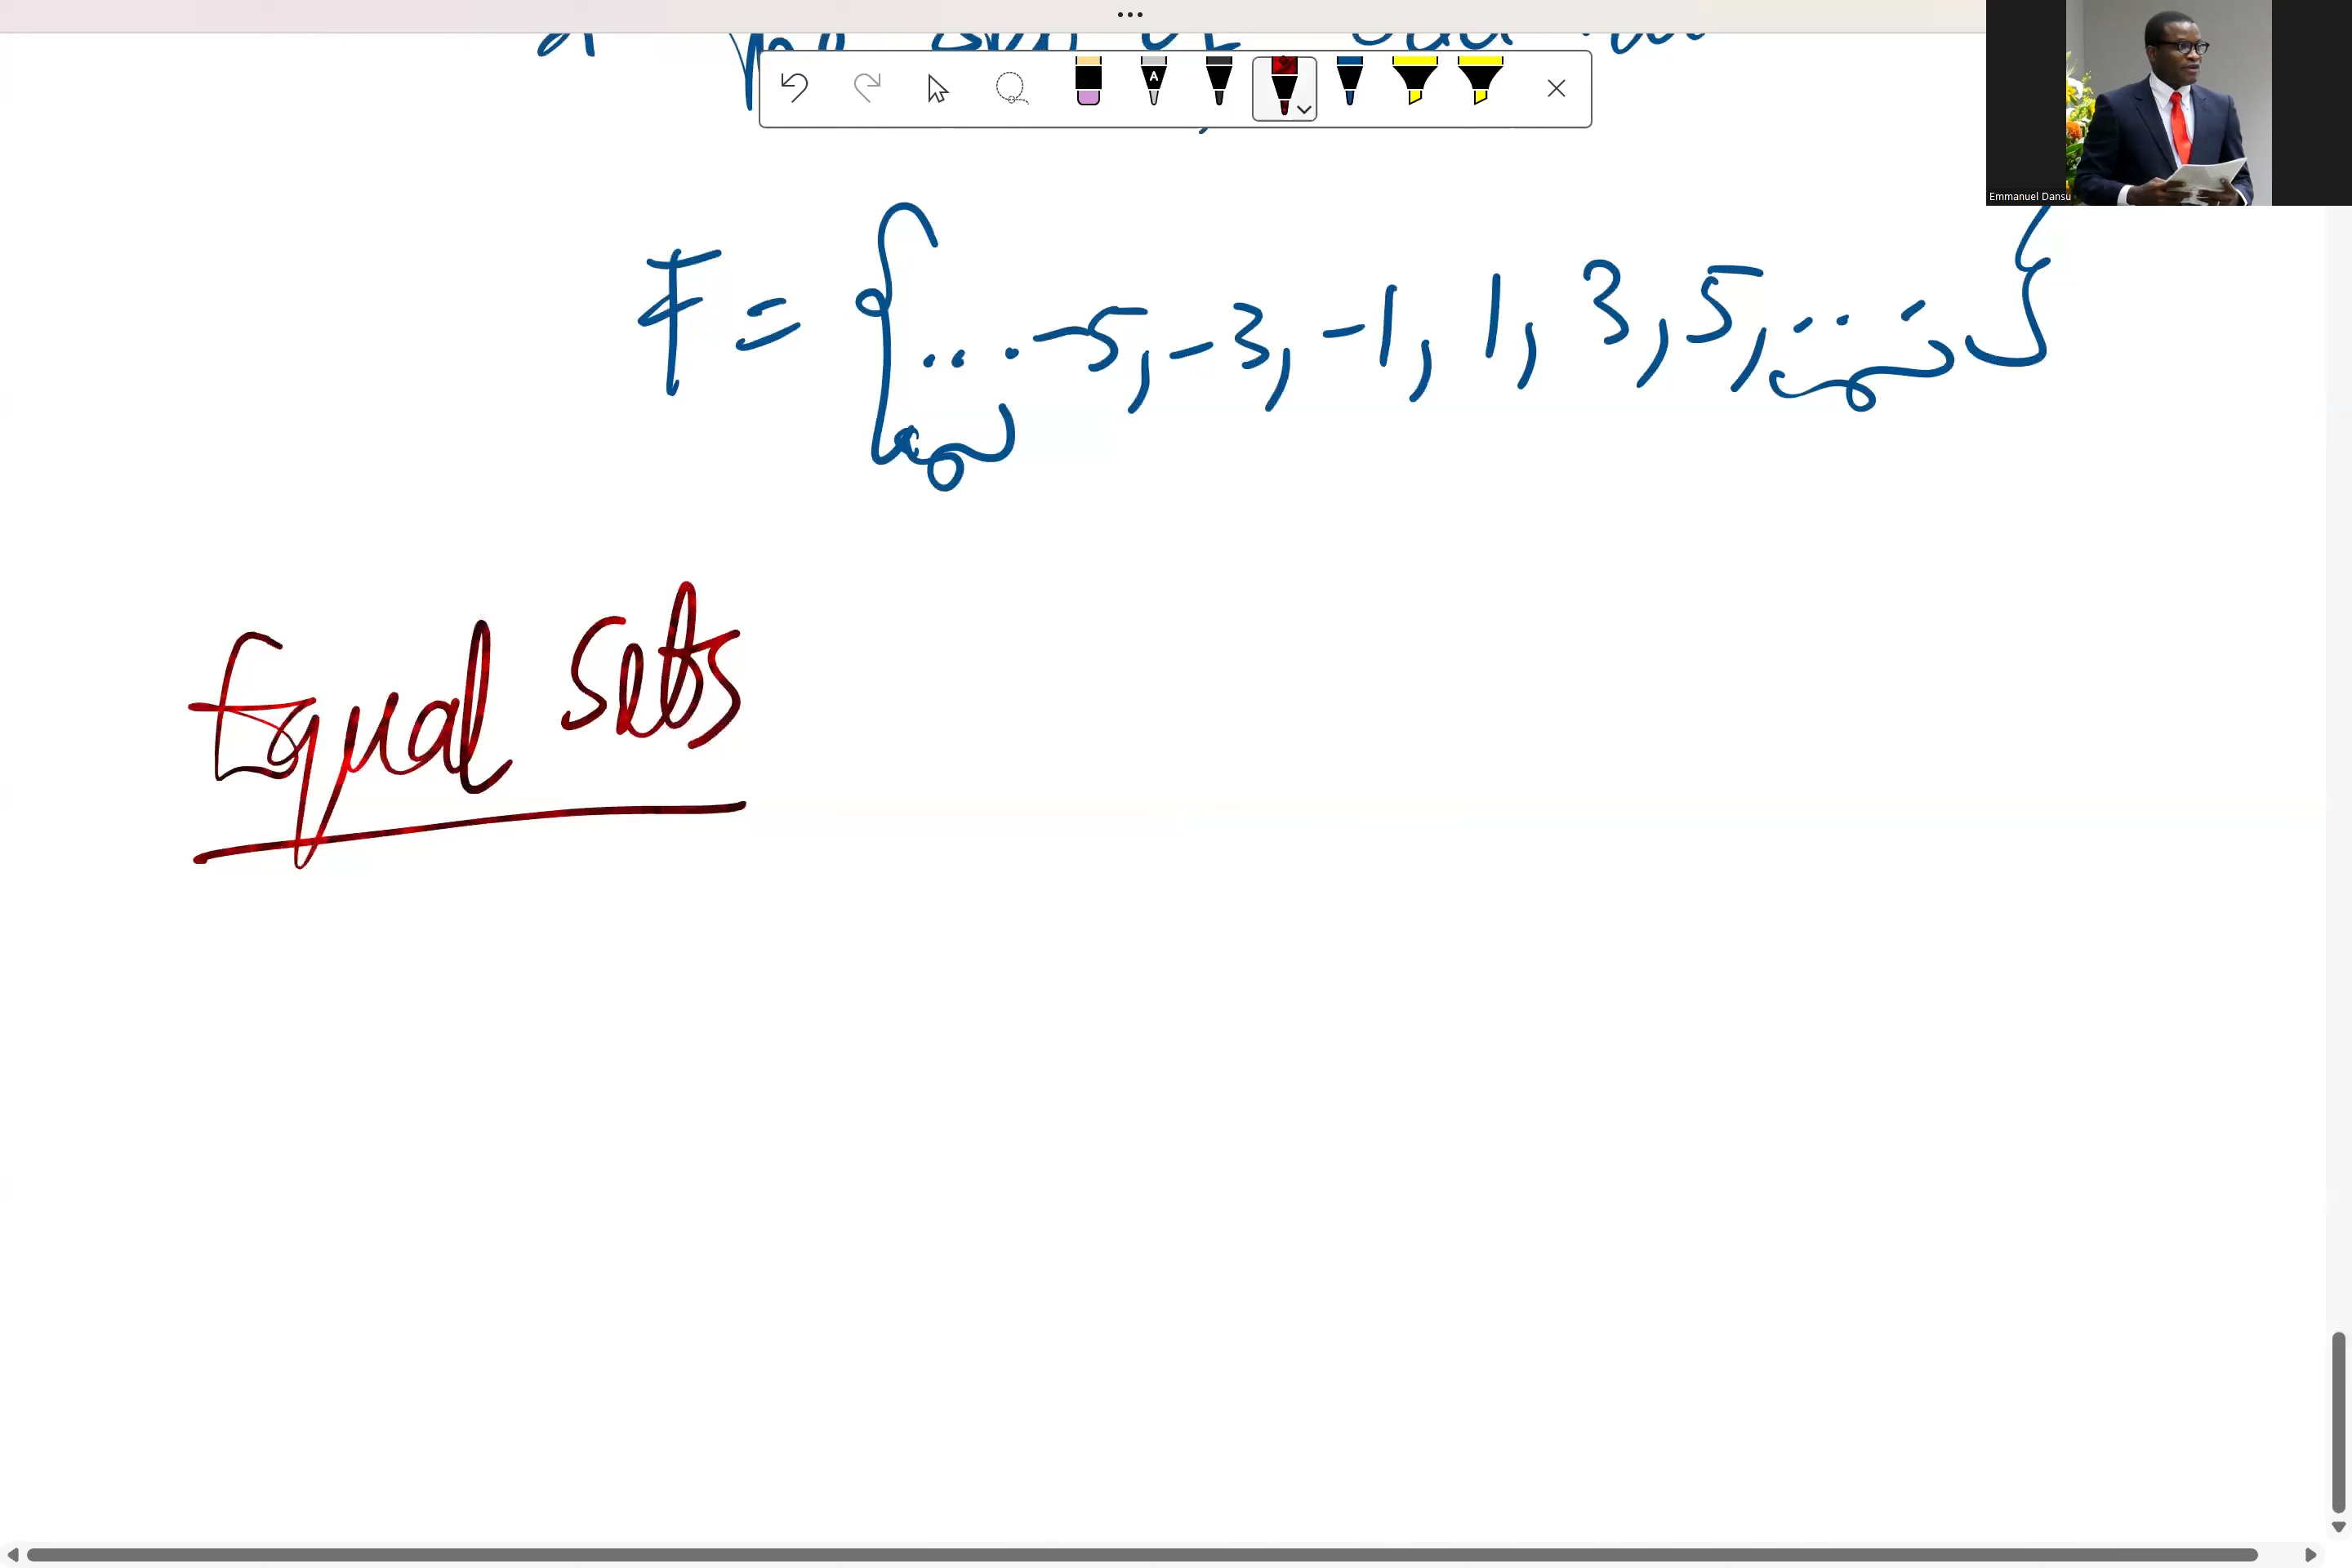 Emmanuel Dansu
F = {... -5, -3, -1, 1, 3, 5, ...}
Equal Sets